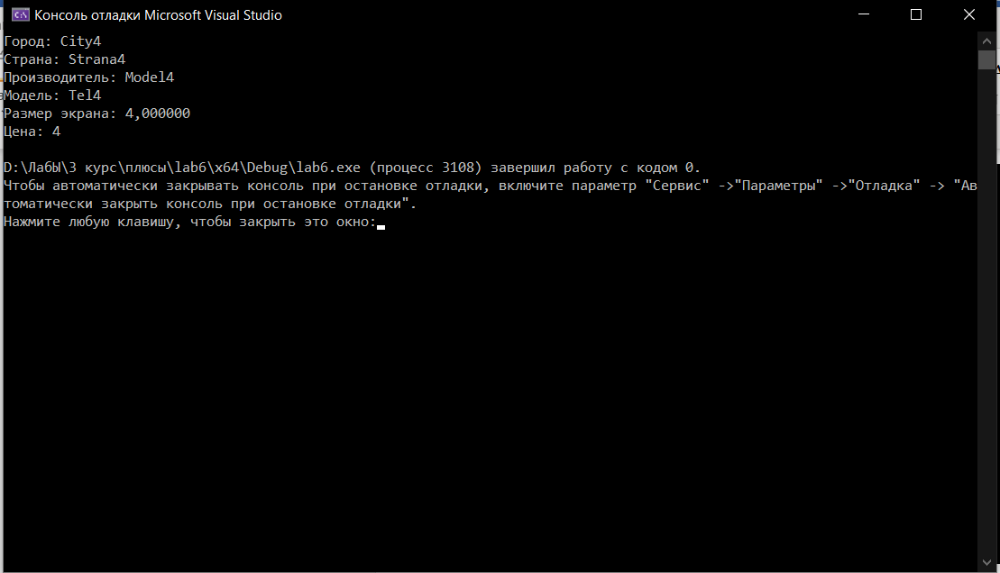 Консоль отладки Microsoft Visual Studio
Город: City4
Страна: Strana4
Производитель: Model4
Модель: Tel4
Размер экрана: 4,000000
Цена: 4
D:\ЛабЫ\3 курс\плюсы\lab6\x64\Debug\lab6.exe (процесс 3108) завершил работу с кодом 0.
Чтобы автоматически закрывать консоль при остановке отладки, включите параметр "Сервис" ->"Параметры" ->"Отладка" -> "Ав
томатически закрыть консоль при остановке отладки".
Нажмите любую клавишу, чтобы закрыть это окно: